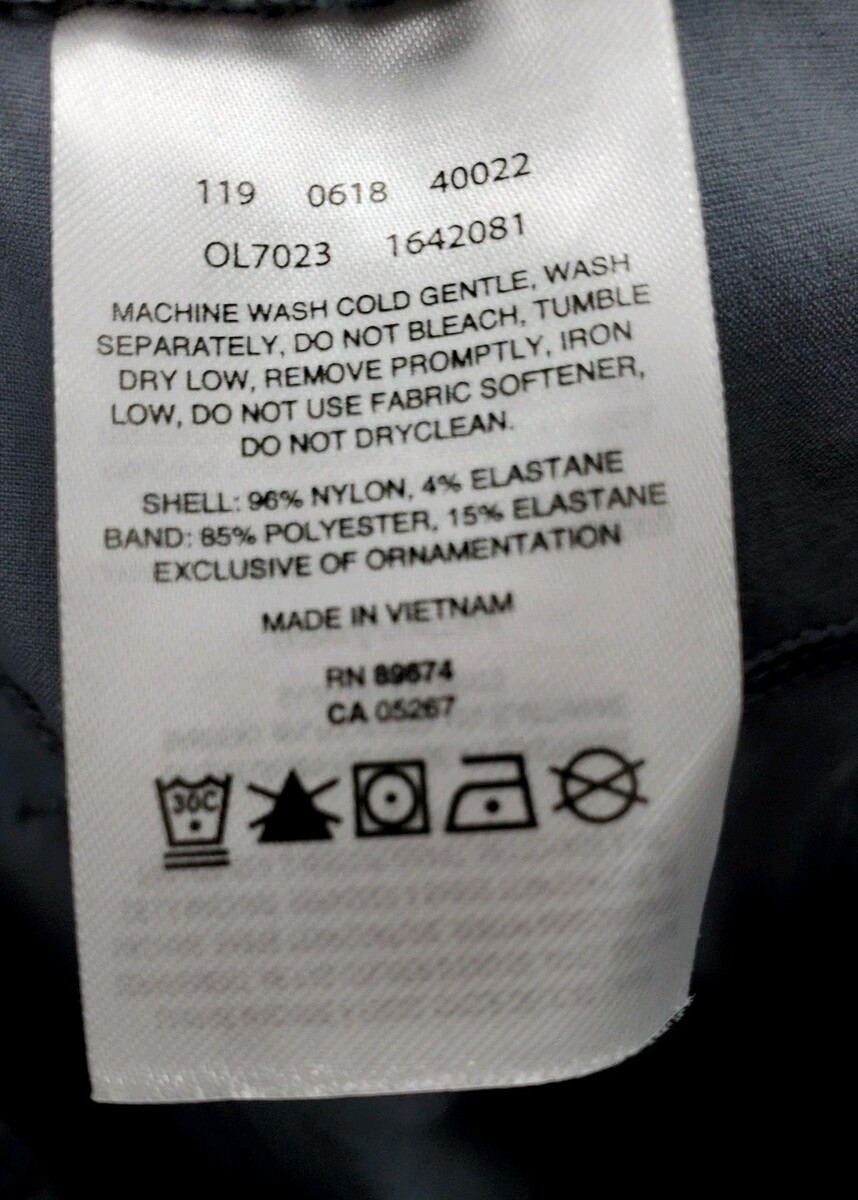 119 0618 40022
OL7023 1642081
MACHINE WASH COLD GENTLE, WASH
SEPARATELY, DO NOT BLEACH, TUMBLE
DRY LOW, REMOVE PROMPTLY, IRON
LOW, DO NOT USE FABRIC SOFTENER,
DO NOT DRYCLEAN.
SHELL: 96% NYLON, 4% ELASTANE
BAND: 85% POLYESTER, 15% ELASTANE
EXCLUSIVE OF ORNAMENTATION
MADE IN VIETNAM
RN 89674
CA 05267
30C